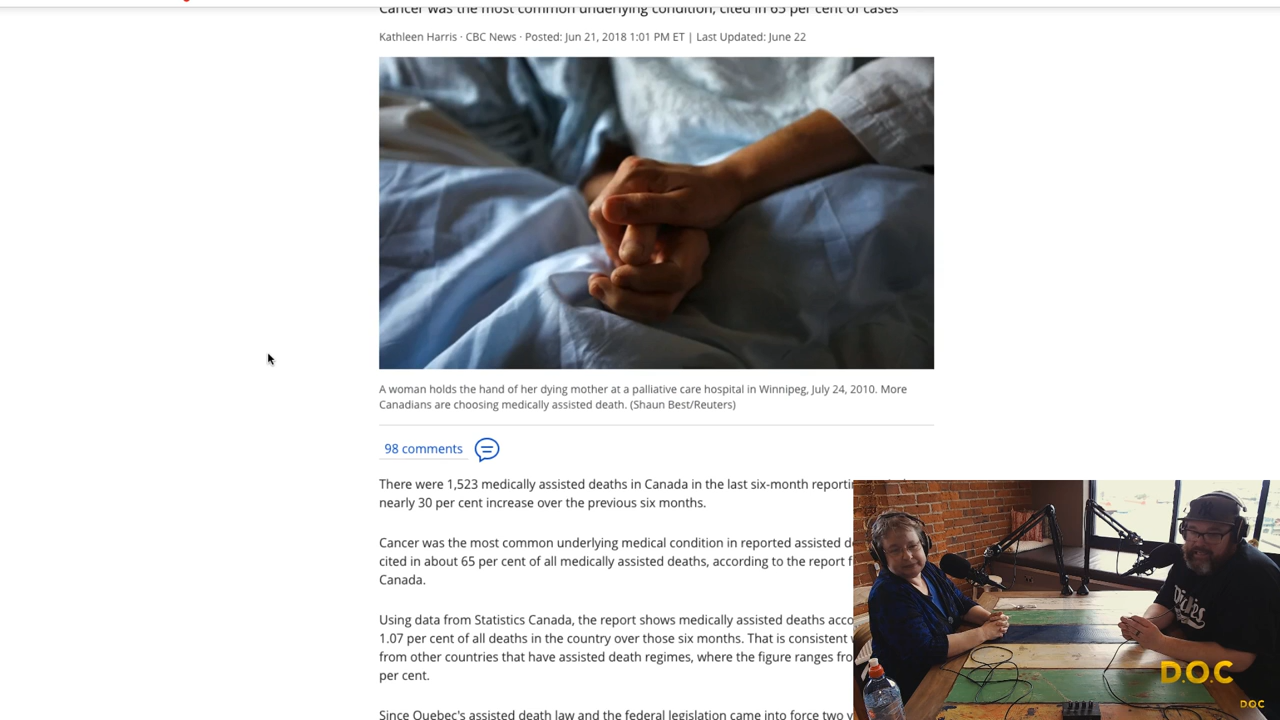 Cancer was the most common underlying condition, cited in 65 per cent of cases
Kathleen Harris · CBC News · Posted: Jun 21, 2018 1:01 PM ET | Last Updated: June 22
A woman holds the hand of her dying mother at a palliative care hospital in Winnipeg, July 24, 2010. More
Canadians are choosing medically assisted death. (Shaun Best/Reuters)
98 comments
There were 1,523 medically assisted deaths in Canada in the last six-month
nearly 30 per cent increase over the previous six months.
Cancer was the most common underlying medical condition in reported assisted
cited in about 65 per cent of all medically assisted deaths, according to the report
Canada.
Using data from Statistics Canada, the report shows medically assisted deaths
1.07 per cent of all deaths in the country over those six months. That is consistent
from other countries that have assisted death regimes, where the figure ranges
per cent.
Since Quebec's assisted death law and the federal legislation came into force two
Dickies
D.O.C
DOC